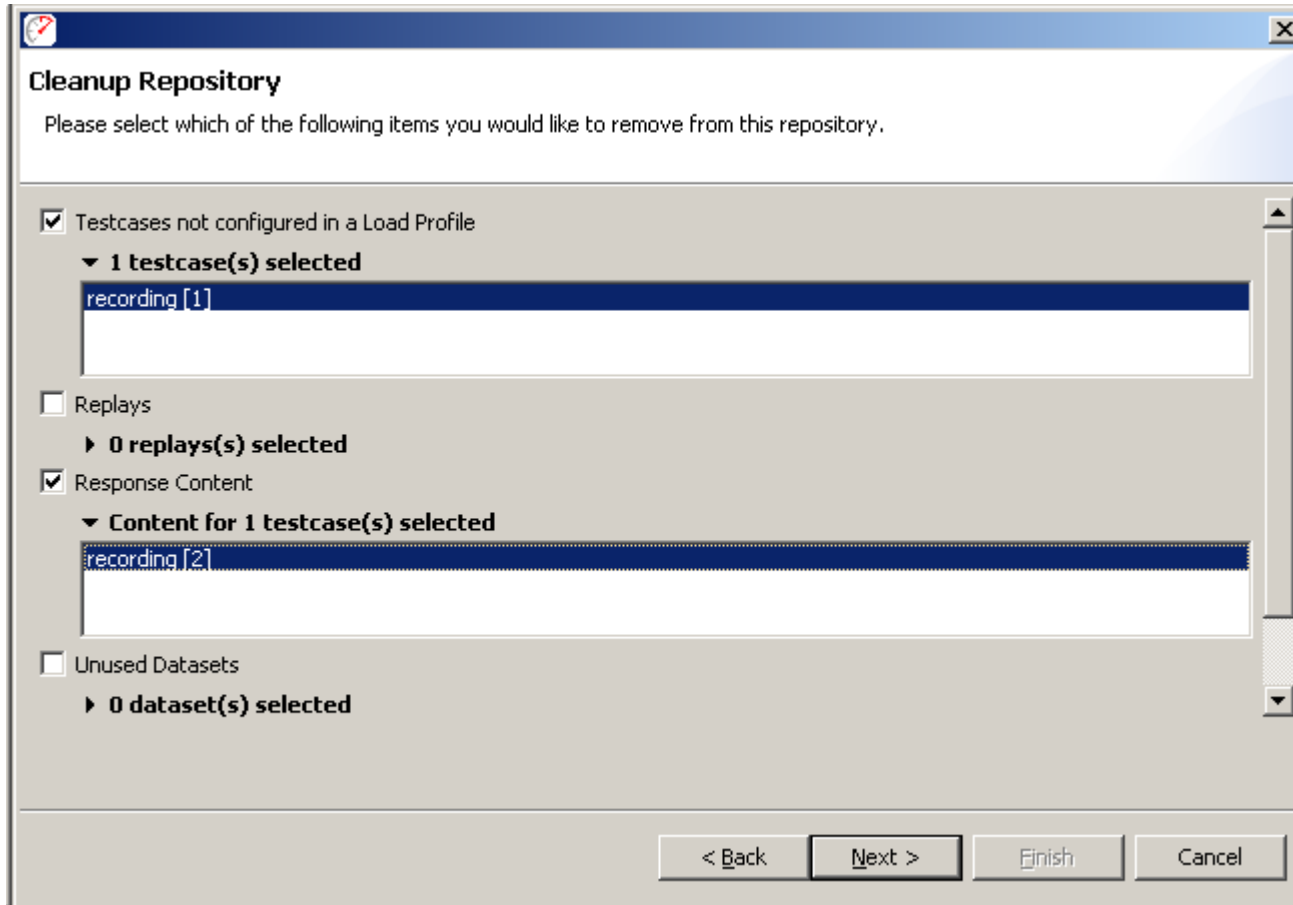 Cleanup Repository
Please select which of the following items you would like to remove from this repository.
Testcases not configured in a Load Profile
1 testcase(s) selected
recording [1]
Replays
0 replays(s) selected
Response Content
Content for 1 testcase(s) selected
recording [2]
Unused Datasets
0 dataset(s) selected
< Back Next > Finish Cancel